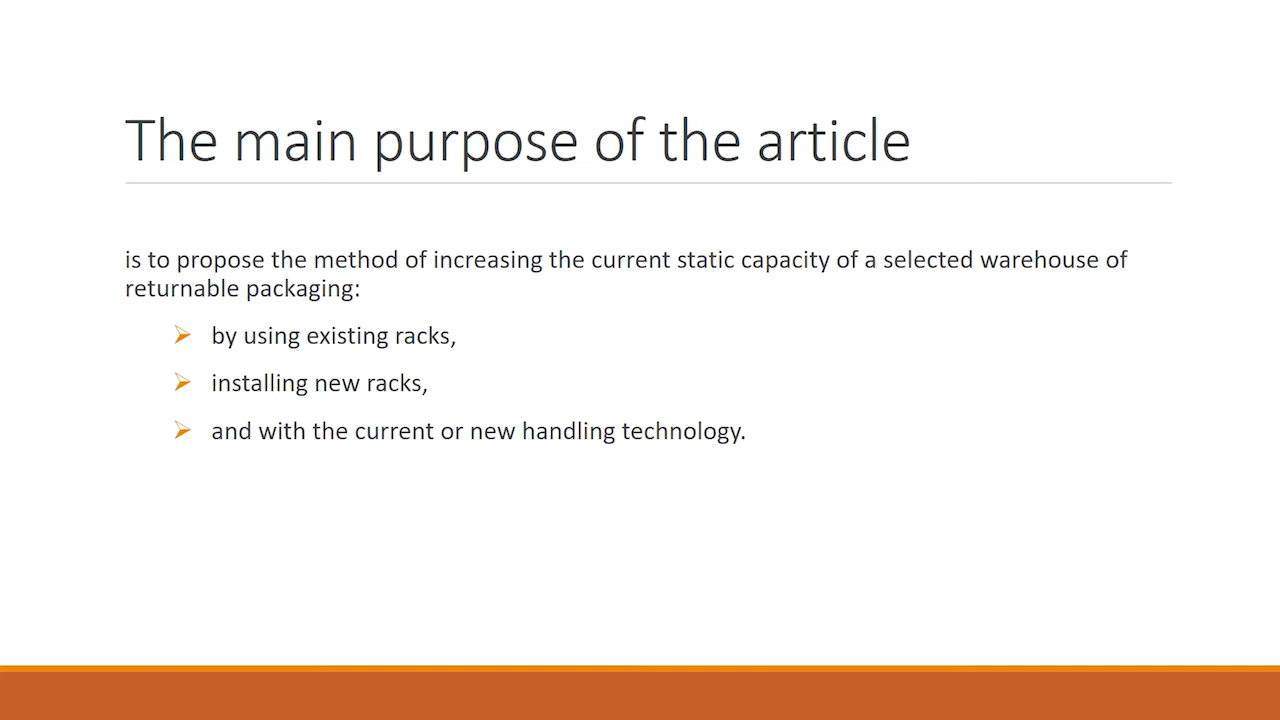 The main purpose of the article
is to propose the method of increasing the current static capacity of a selected warehouse of
returnable packaging:
by using existing racks,
installing new racks,
and with the current or new handling technology.